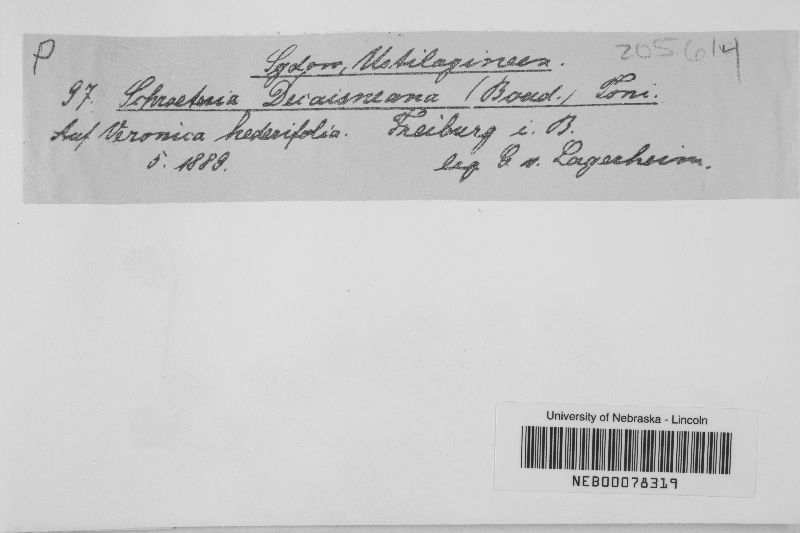 P
Sydow, Ustilagineen.
205614
97. Schroeteria Decaisneana (Boud.) Toni.
Auf Veronica hederifolia. Freiburg i. B.
5. 1889. leg. G v. Lagerheim.
University of Nebraska - Lincoln
NEB00078319